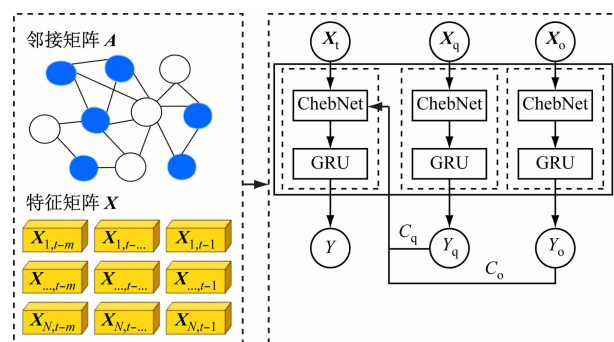 邻接矩阵 A
特征矩阵 X
X1,t-m X1,t-... X1,t-1
X...,t-m X...,t-... X...,t-1
XN,t-m XN,t-... XN,t-1
Xt Xq Xo
ChebNet ChebNet ChebNet
GRU GRU GRU
Y Cq Yq Yo
Co